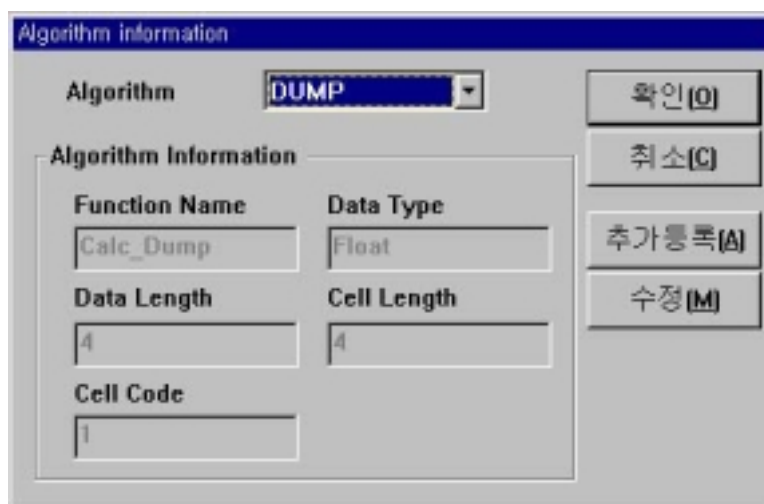 Algorithm information
Algorithm DUMP
확인(O)
취소(C)
Algorithm Information
Function Name Data Type
Calc_Dump Float
추가등록(A)
Data Length Cell Length
수정(M)
4 4
Cell Code
1